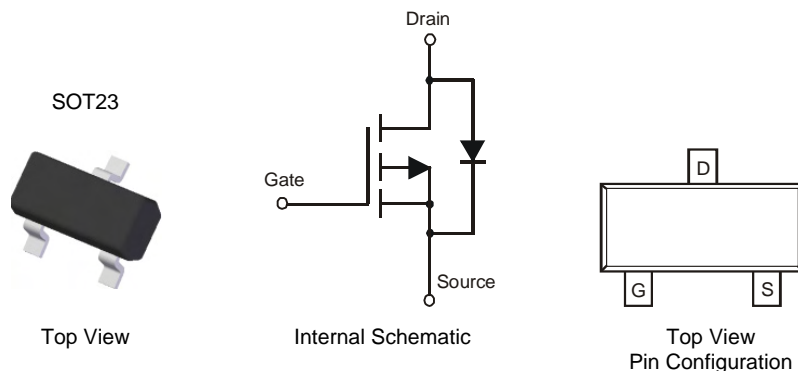 SOT23
Top View
Drain
Gate
Source
Internal Schematic
D
G
S
Top View
Pin Configuration